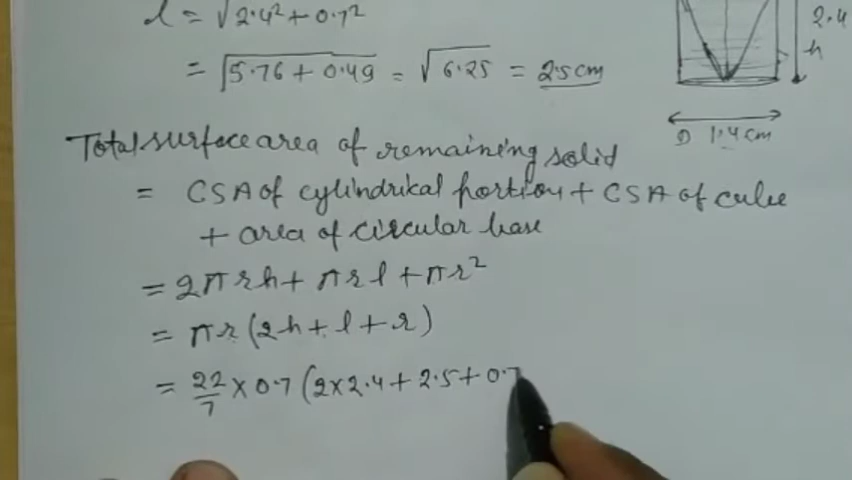 l = √2.4² + 0.7²
= √5.76 + 0.49 = √6.25 = 2.5cm
2.4
h
D 1.4cm
Total surface area of remaining solid
= CSA of cylindrikal portion + CSA of cube
+ area of circular base
= 2πrh + πrl + πr²
= πr(2h + l + r)
= 22/7 × 0.7 (2×2.4 + 2.5 + 0.7